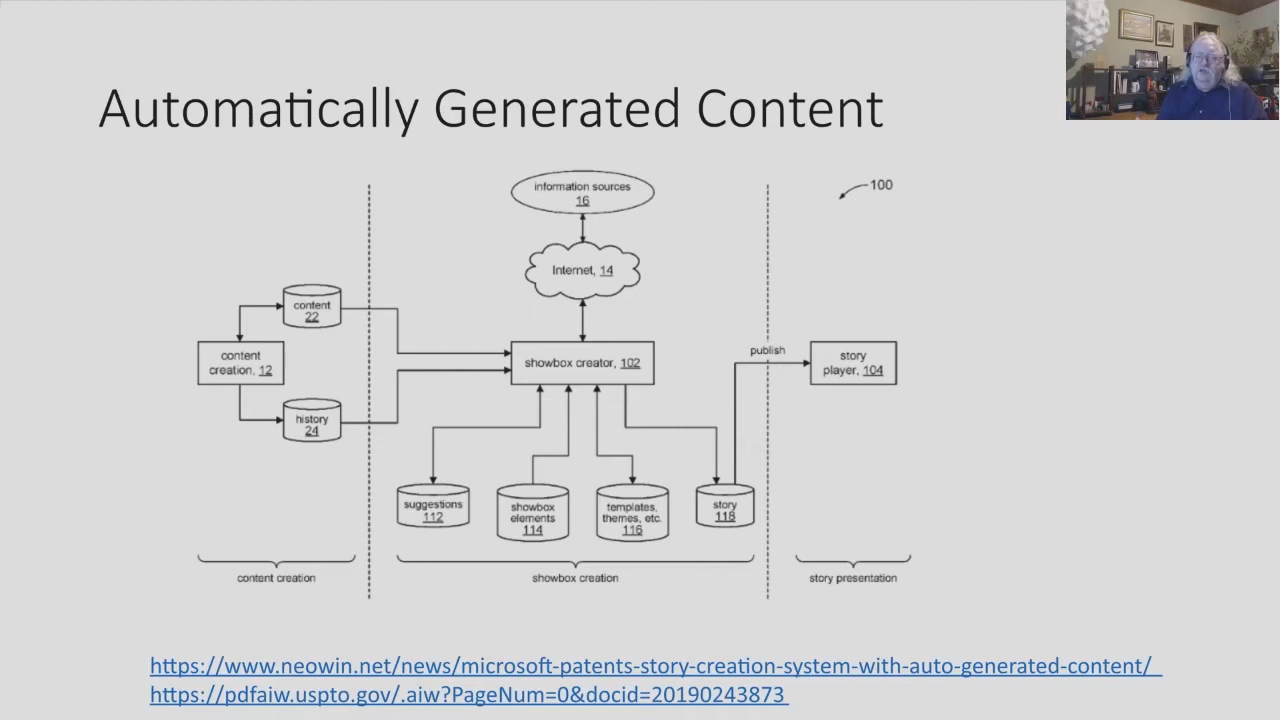 Automatically Generated Content
information sources
16
100
Internet, 14
content
22
content
creation, 12
history
24
showbox creator, 102
publish
story
player, 104
suggestions
112
showbox
elements
114
templates,
themes, etc.
116
story
118
content creation
showbox creation
story presentation
https://www.neowin.net/news/microsoft-patents-story-creation-system-with-auto-generated-content/
https://pdfaiw.uspto.gov/.aiw?PageNum=0&docid=20190243873